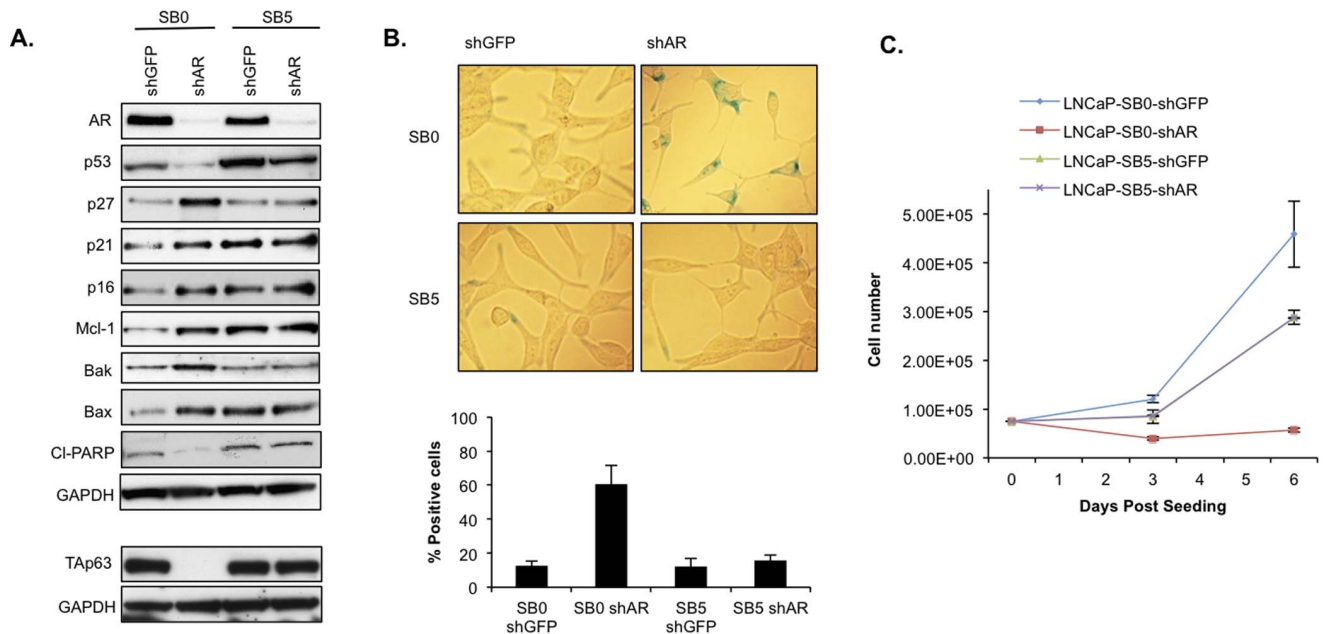 A.
SB0
SB5
shGFP
shAR
shGFP
shAR
AR
p53
p27
p21
p16
Mcl-1
Bak
Bax
Cl-PARP
GAPDH
TAp63
GAPDH
B.
shGFP
shAR
SB0
SB5
% Positive cells
100
80
60
40
20
0
SB0 shGFP
SB0 shAR
SB5 shGFP
SB5 shAR
C.
LNCaP-SB0-shGFP
LNCaP-SB0-shAR
LNCaP-SB5-shGFP
LNCaP-SB5-shAR
Cell number
5.00E+05
4.00E+05
3.00E+05
2.00E+05
1.00E+05
0.00E+00
0 1 2 3 4 5 6
Days Post Seeding